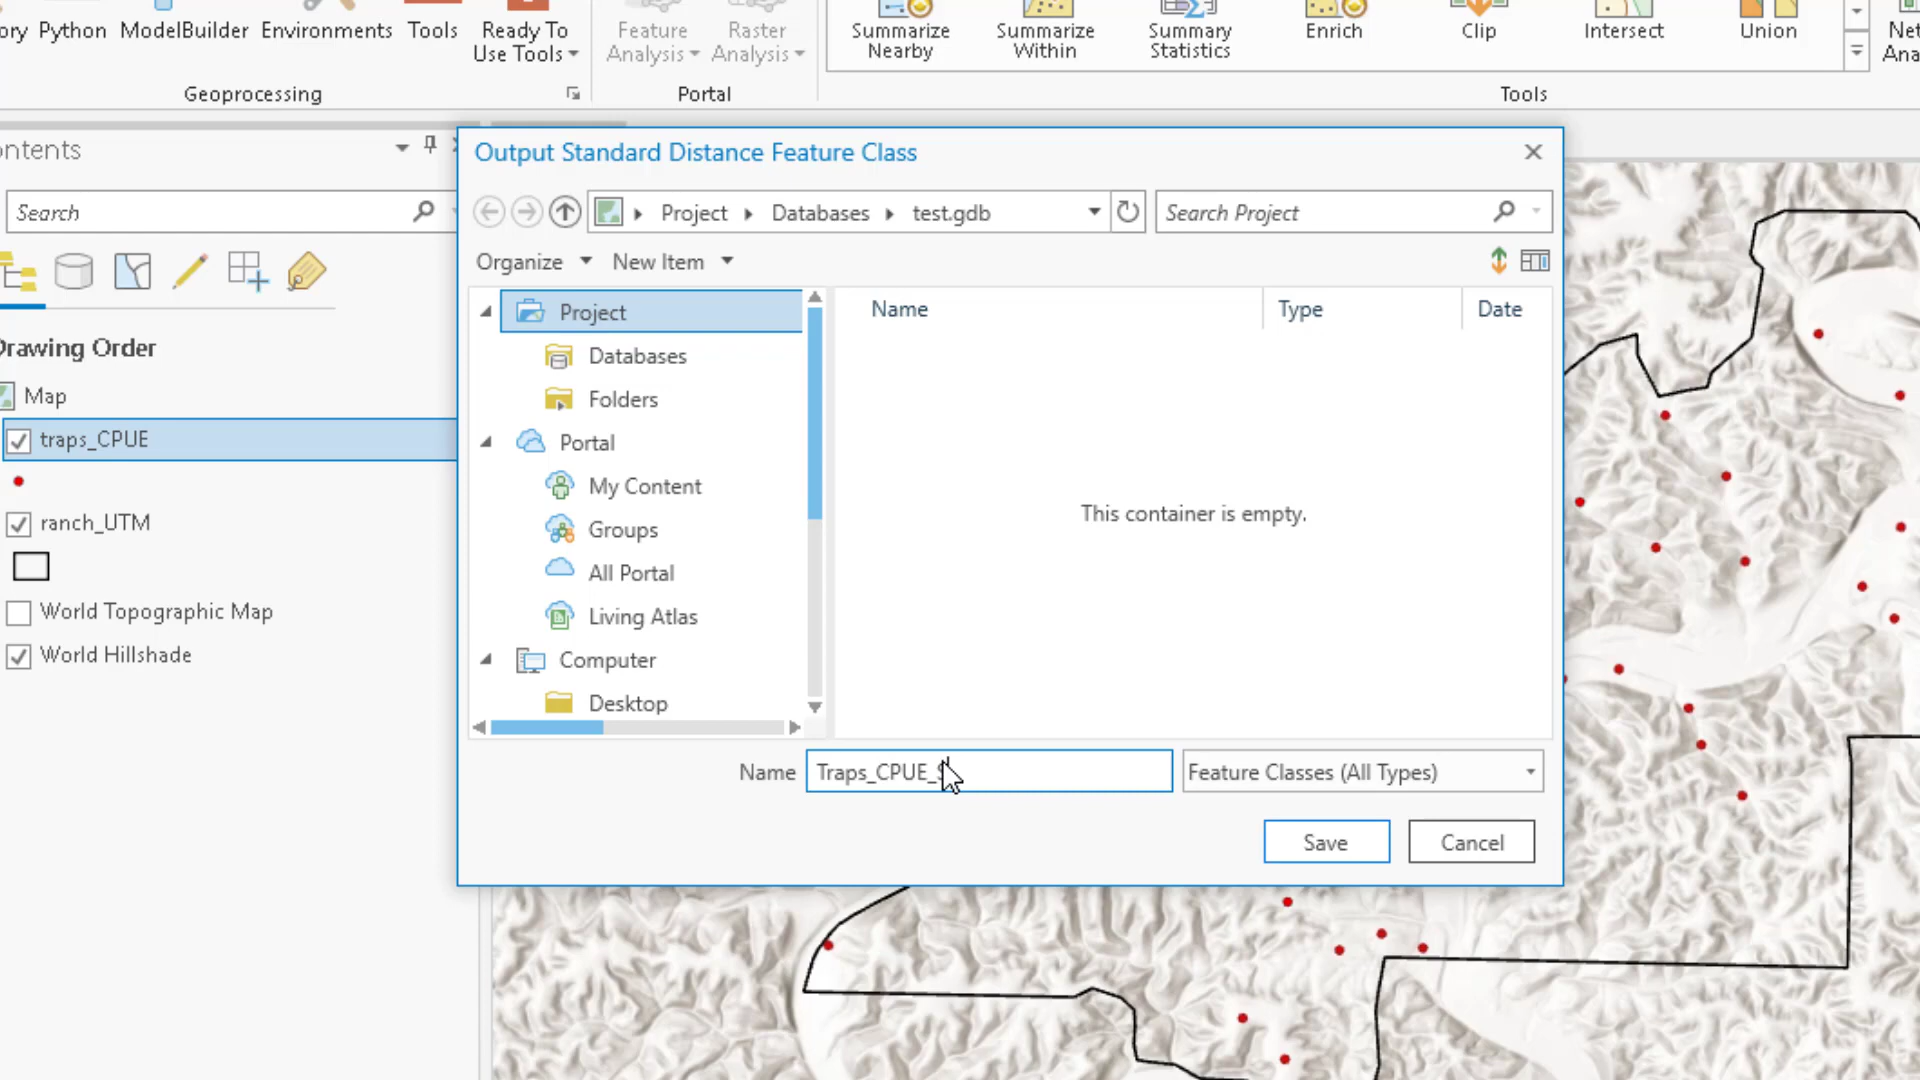 ory Python ModelBuilder Environments Tools Ready To Use Tools
Feature Analysis Raster Analysis
Summarize Nearby Summarize Within Summary Statistics Enrich Clip Intersect Union
Geoprocessing Portal Tools
ontents
Search
Drawing Order
Map
traps_CPUE
ranch_UTM
World Topographic Map
World Hillshade
Output Standard Distance Feature Class
Project Databases test.gdb
Search Project
Organize New Item
Project
Databases
Folders
Portal
My Content
Groups
All Portal
Living Atlas
Computer
Desktop
Name Type Date
This container is empty.
Name Traps_CPUE_S Feature Classes (All Types)
Save Cancel